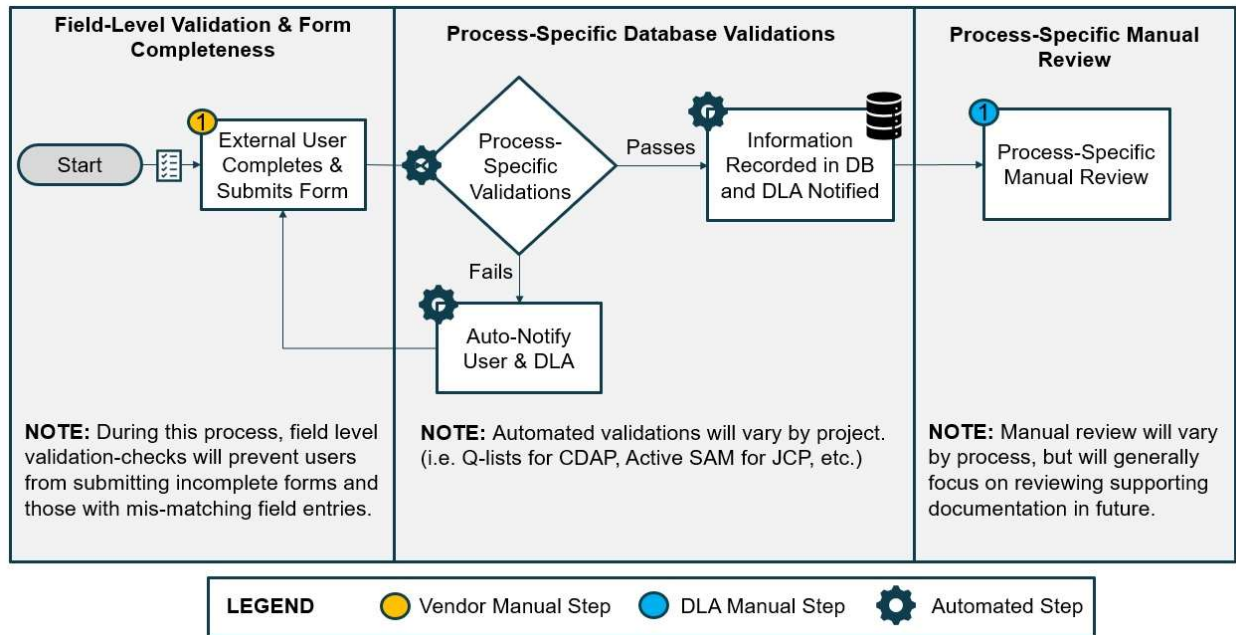 Field-Level Validation & Form
Completeness
Process-Specific Database Validations
Process-Specific Manual
Review
Start
1
External User
Completes &
Submits Form
Process-
Specific
Validations
Passes
Information
Recorded in DB
and DLA Notified
1
Process-Specific
Manual Review
Fails
Auto-Notify
User & DLA
NOTE: During this process, field level
validation-checks will prevent users
from submitting incomplete forms and
those with mis-matching field entries.
NOTE: Automated validations will vary by project.
(i.e. Q-lists for CDAP, Active SAM for JCP, etc.)
NOTE: Manual review will vary
by process, but will generally
focus on reviewing supporting
documentation in future.
LEGEND
Vendor Manual Step
DLA Manual Step
Automated Step